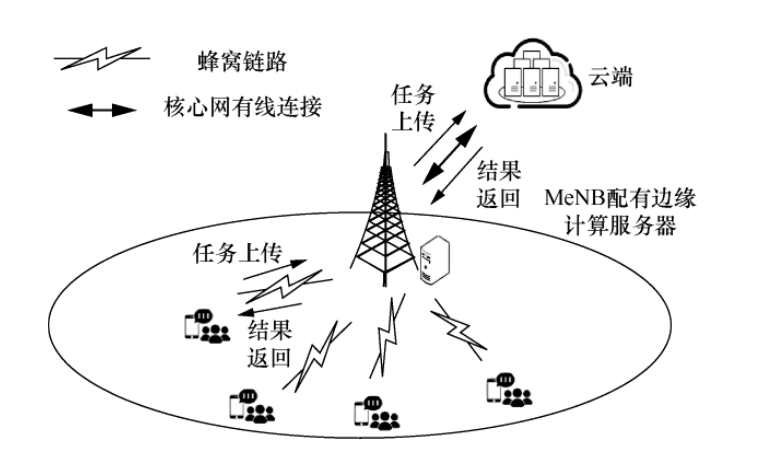 蜂窝链路
核心网有线连接
任务
上传
云端
结果
返回
MeNB配有边缘
计算服务器
任务上传
结果
返回